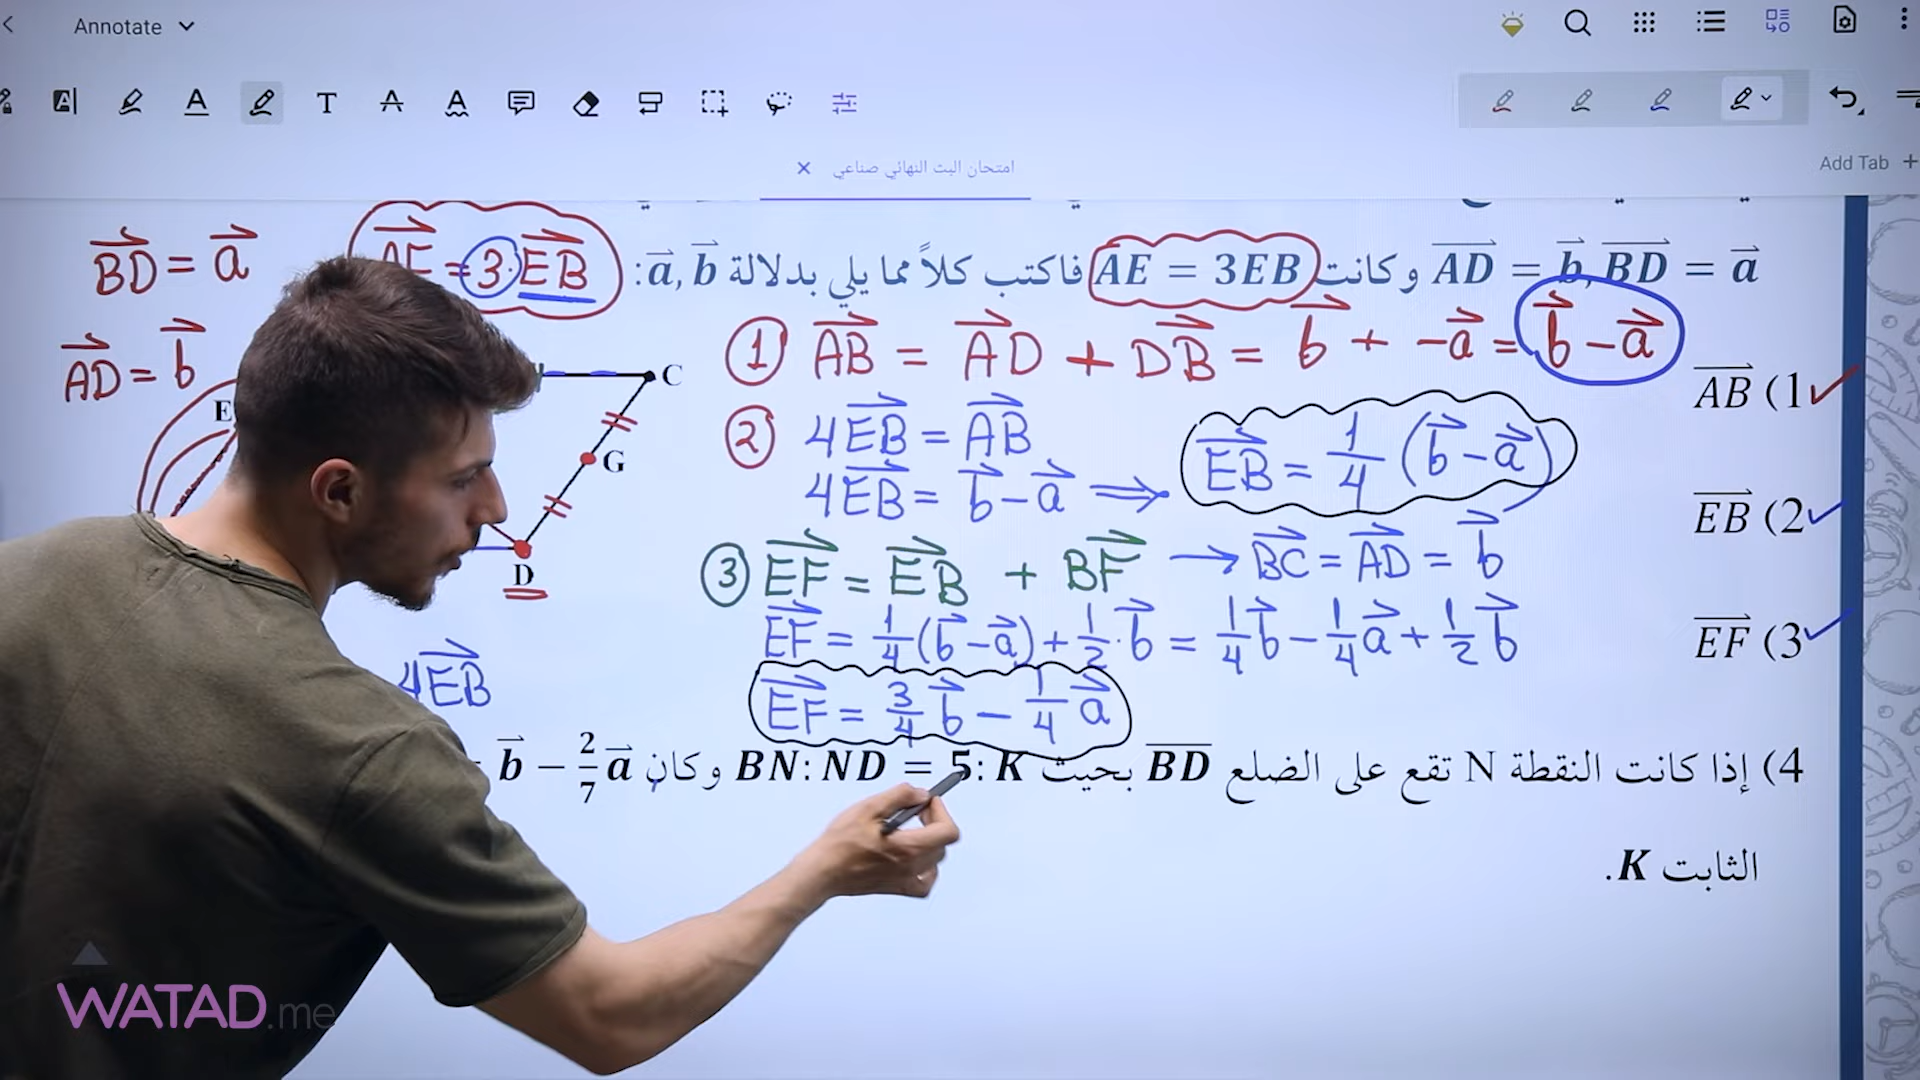 Annotate
امتحان البت النهائي صناعي
Add Tab +
BD = a
AD = b
AE = 3·EB
BD = a, AD = b وكانت AE = 3EB فاكتب كلاً مما يلي بدلالة a, b:
① AB = AD + DB = b + -a = b - a
AB (1
② 4EB = AB
4EB = b - a ⟹ EB = 1/4 (b - a)
EB (2
③ EF = EB + BF → BC = AD = b
EF = 1/4 (b - a) + 1/2 · b = 1/4 b - 1/4 a + 1/2 b
EF (3
EF = 3/4 b - 1/4 a
E
C
G
D
4EB
4) إذا كانت النقطة N تقع على الضلع BD بحيث BN: ND = 5: K وكان b - 2/7 a
الثابت K.
WATAD.me